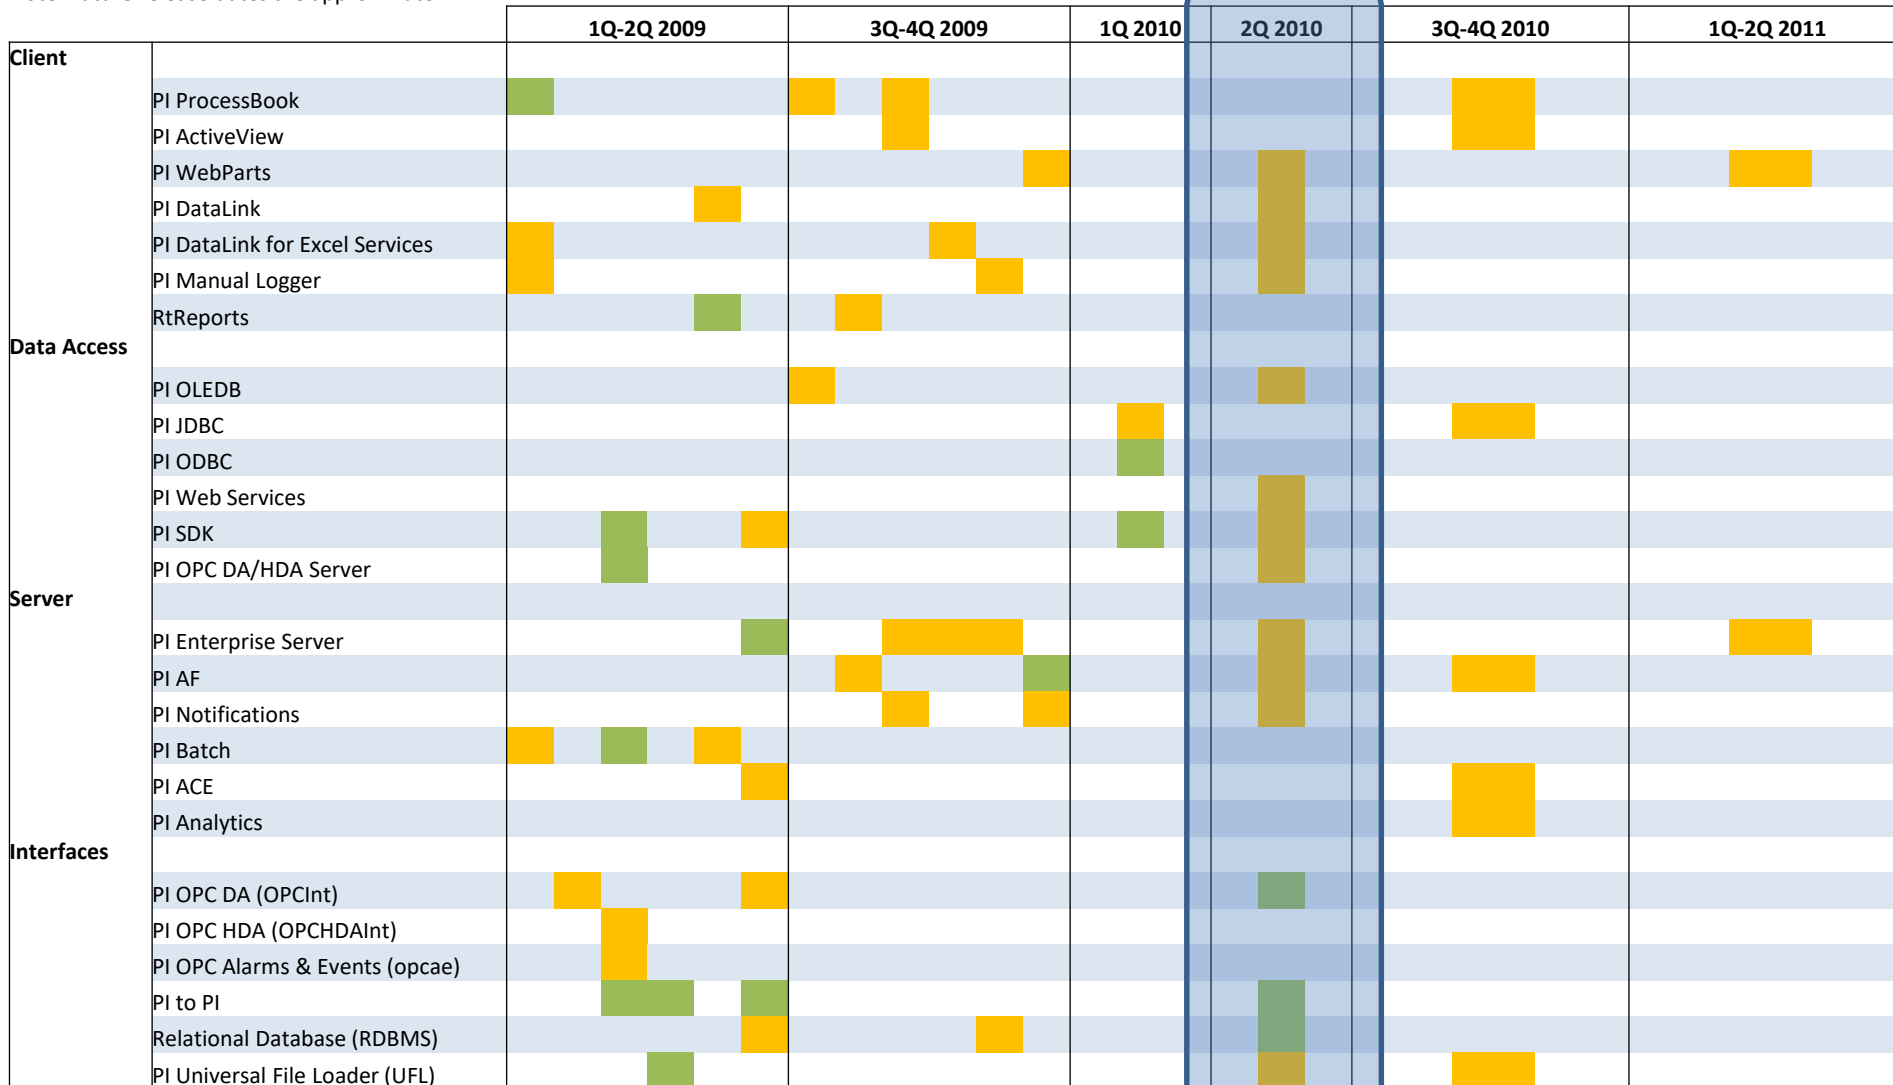 1Q-2Q 2009 3Q-4Q 2009 1Q 2010 2Q 2010 3Q-4Q 2010 1Q-2Q 2011
Client
PI ProcessBook
PI ActiveView
PI WebParts
PI DataLink
PI DataLink for Excel Services
PI Manual Logger
RtReports
Data Access
PI OLEDB
PI JDBC
PI ODBC
PI Web Services
PI SDK
PI OPC DA/HDA Server
Server
PI Enterprise Server
PI AF
PI Notifications
PI Batch
PI ACE
PI Analytics
Interfaces
PI OPC DA (OPCInt)
PI OPC HDA (OPCHDAInt)
PI OPC Alarms & Events (opcae)
PI to PI
Relational Database (RDBMS)
PI Universal File Loader (UFL)